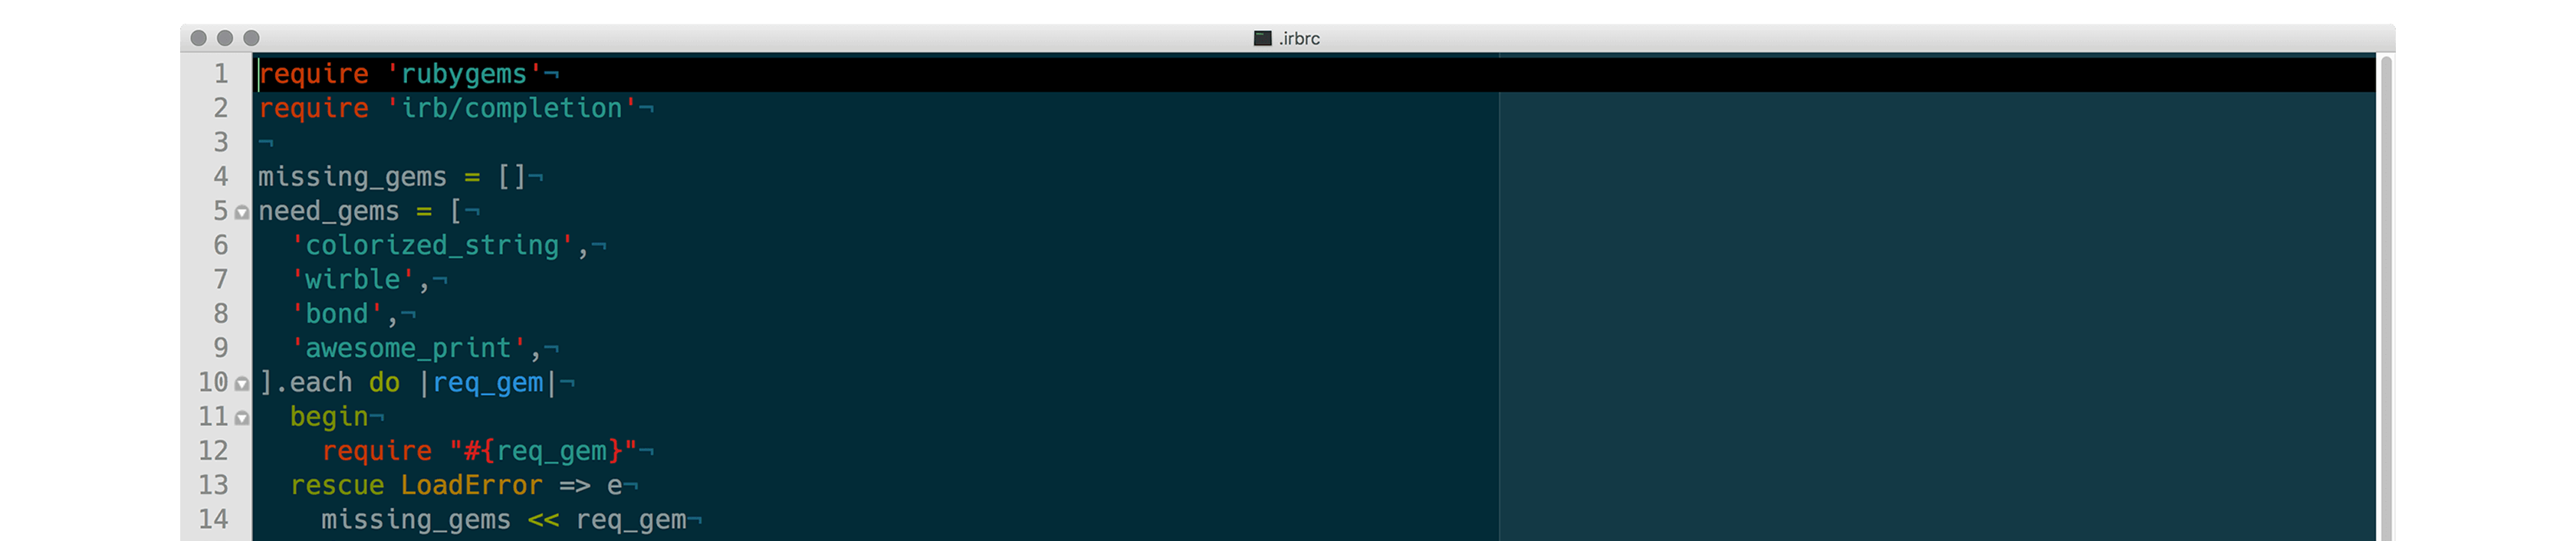 .irbrc
1 require 'rubygems'¬
2 require 'irb/completion'¬
3 ¬
4 missing_gems = []¬
5 need_gems = [¬
6   'colorized_string',¬
7   'wirble',¬
8   'bond',¬
9   'awesome_print',¬
10 ].each do |req_gem|¬
11   begin¬
12     require "#{req_gem}"¬
13   rescue LoadError => e¬
14     missing_gems << req_gem¬